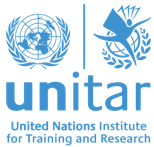 unitar
United Nations Institute
for Training and Research